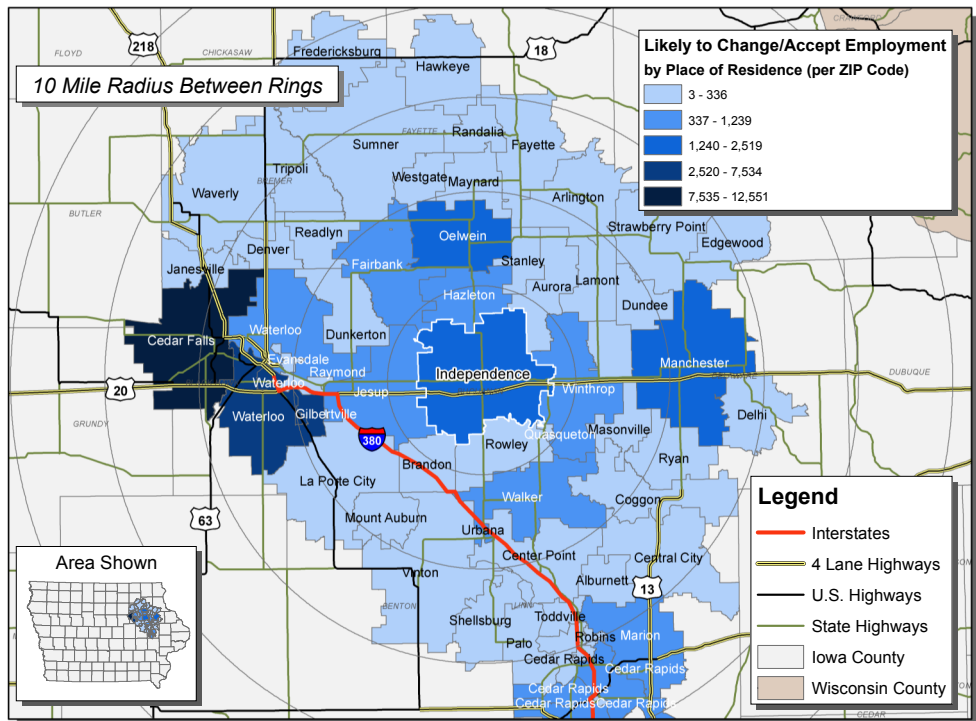 CRAWFORD
218
FLOYD
CHICKASAW
Fredericksburg
18
Hawkeye
Likely to Change/Accept Employment
by Place of Residence (per ZIP Code)
3 - 336
337 - 1,239
1,240 - 2,519
2,520 - 7,534
7,535 - 12,551
10 Mile Radius Between Rings
FAYETTE
Randalia
Sumner
Fayette
Tripoli
BREMER
Westgate
Maynard
Waverly
Arlington
BUTLER
Strawberry Point
Readlyn
Oelwein
Edgewood
Denver
Fairbank
Stanley
Janesville
Lamont
Aurora
Hazleton
Dundee
Waterloo
Dunkerton
Cedar Falls
Evansdale
Manchester
Raymond
Independence
DUBUQUE
Waterloo
20
Jesup
Winthrop
Waterloo
Gilbertville
Delhi
GRUNDY
Quasqueton
Masonville
380
Rowley
Brandon
Ryan
La Porte City
Walker
Coggon
Mount Auburn
63
Urbana
Center Point
Central City
Vinton
Alburnett
13
BENTON
LINN
Shellsburg
Toddville
Palo
Robins
Marion
Cedar Rapids
Cedar Rapids
Cedar Rapids
Cedar Rapids
Cedar Rapids
CEDAR
Area Shown
Legend
Interstates
4 Lane Highways
U.S. Highways
State Highways
Iowa County
Wisconsin County